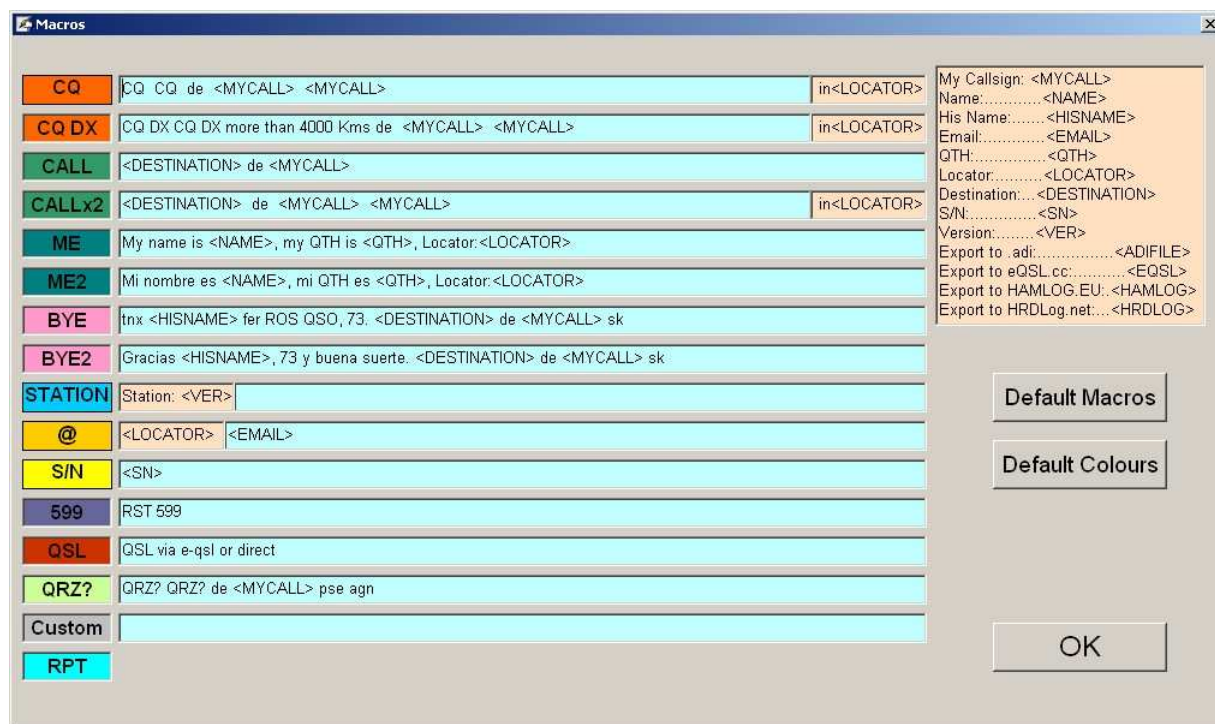 Macros
CQ CQ CQ de <MYCALL> <MYCALL> in<LOCATOR>
CQ DX CQ DX CQ DX more than 4000 Kms de <MYCALL> <MYCALL> in<LOCATOR>
CALL <DESTINATION> de <MYCALL>
CALLx2 <DESTINATION> de <MYCALL> <MYCALL> in<LOCATOR>
ME My name is <NAME>, my QTH is <QTH>, Locator:<LOCATOR>
ME2 Mi nombre es <NAME>, mi QTH es <QTH>, Locator:<LOCATOR>
BYE tnx <HISNAME> fer ROS QSO, 73. <DESTINATION> de <MYCALL> sk
BYE2 Gracias <HISNAME>, 73 y buena suerte. <DESTINATION> de <MYCALL> sk
STATION Station: <VER>
@ <LOCATOR> <EMAIL>
S/N <SN>
599 RST 599
QSL QSL via e-qsl or direct
QRZ? QRZ? QRZ? de <MYCALL> pse agn
Custom
RPT
My Callsign: <MYCALL>
Name:............<NAME>
His Name:.......<HISNAME>
Email:.............<EMAIL>
QTH:..............<QTH>
Locator:..........<LOCATOR>
Destination:...<DESTINATION>
S/N:..............<SN>
Version:........<VER>
Export to .adi:................<ADIFILE>
Export to eQSL.cc:...........<EQSL>
Export to HAMLOG.EU:.<HAMLOG>
Export to HRDLog.net:...<HRDLOG>
Default Macros
Default Colours
OK